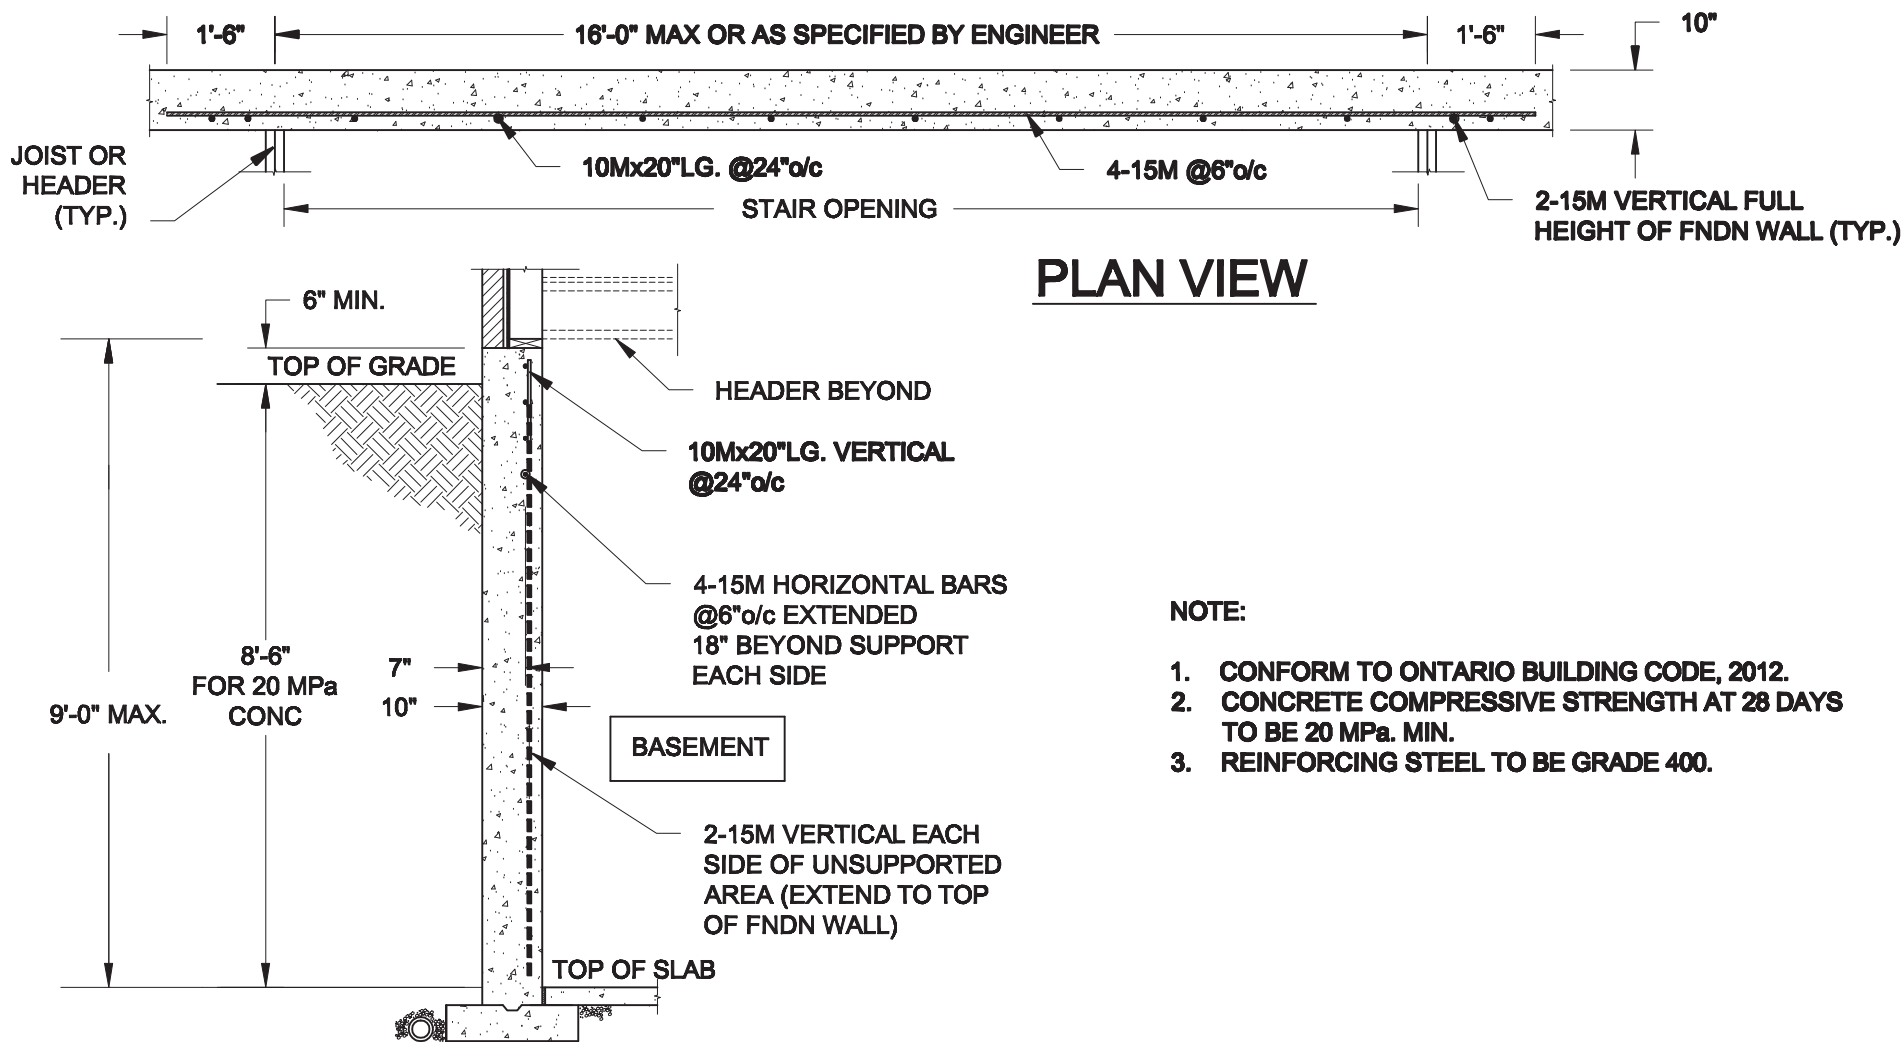 1'-6"
16'-0" MAX OR AS SPECIFIED BY ENGINEER
1'-6"
10"
JOIST OR
HEADER
(TYP.)
10Mx20"LG. @24"o/c
4-15M @6"o/c
2-15M VERTICAL FULL
HEIGHT OF FNDN WALL (TYP.)
STAIR OPENING
PLAN VIEW
6" MIN.
TOP OF GRADE
HEADER BEYOND
10Mx20"LG. VERTICAL
@24"o/c
4-15M HORIZONTAL BARS
@6"o/c EXTENDED
18" BEYOND SUPPORT
EACH SIDE
8'-6"
FOR 20 MPa
CONC
9'-0" MAX.
7"
10"
BASEMENT
2-15M VERTICAL EACH
SIDE OF UNSUPPORTED
AREA (EXTEND TO TOP
OF FNDN WALL)
TOP OF SLAB
NOTE:
1. CONFORM TO ONTARIO BUILDING CODE, 2012.
2. CONCRETE COMPRESSIVE STRENGTH AT 28 DAYS
TO BE 20 MPa. MIN.
3. REINFORCING STEEL TO BE GRADE 400.